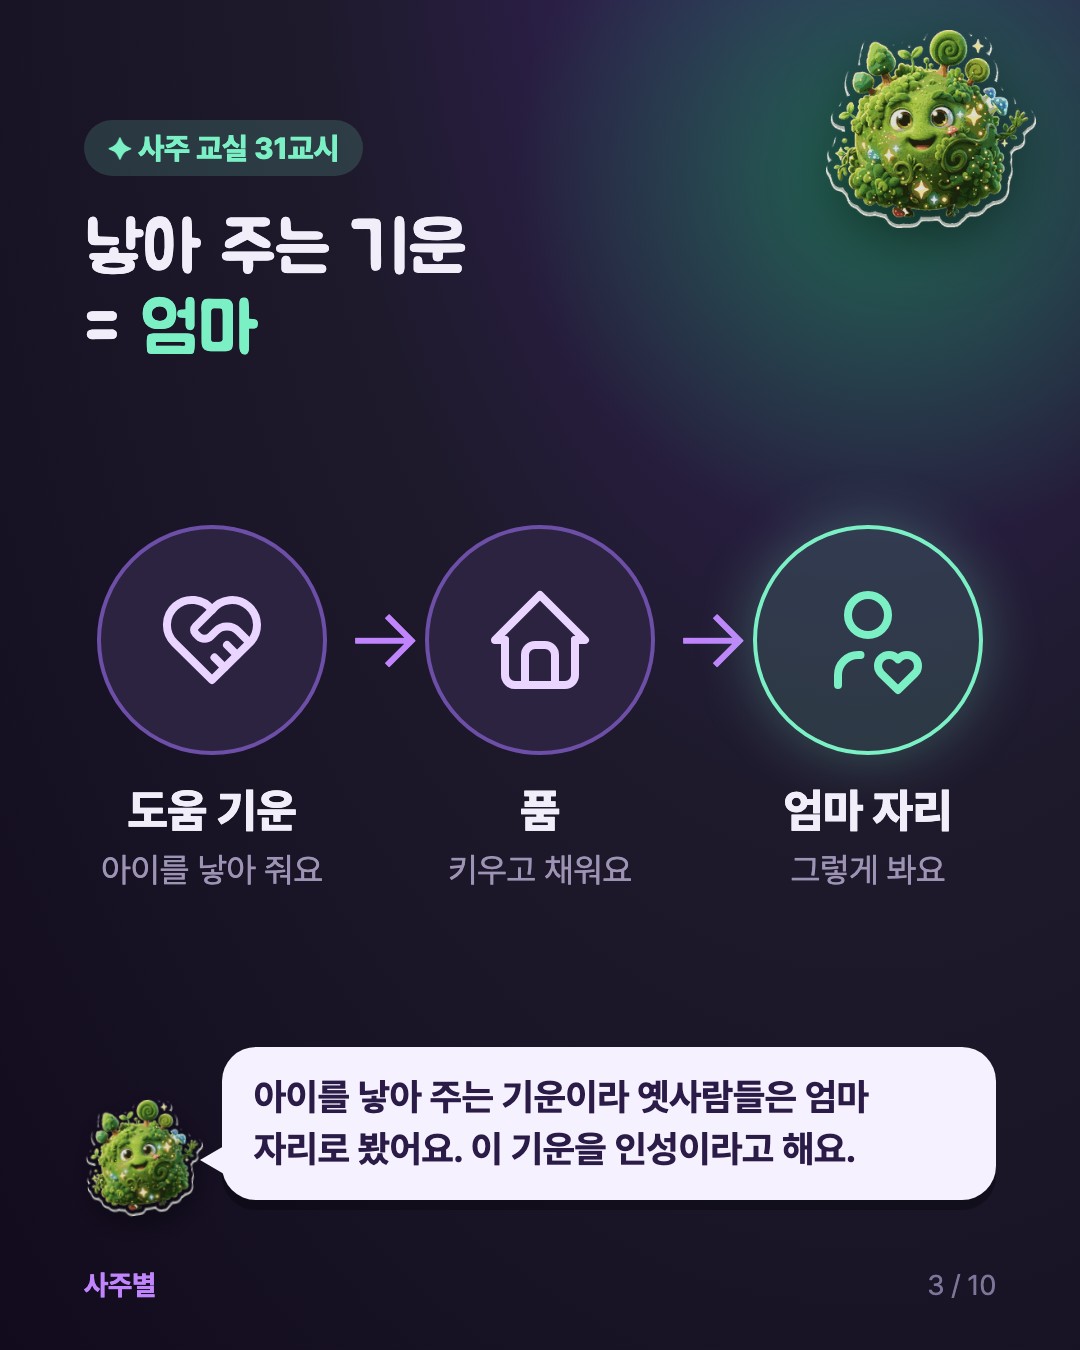 ✦ 사주 교실 31교시
낳아 주는 기운
= 엄마
도움 기운
아이를 낳아 줘요
품
키우고 채워요
엄마 자리
그렇게 봐요
아이를 낳아 주는 기운이라 옛사람들은 엄마
자리로 봤어요. 이 기운을 인성이라고 해요.
사주별
3 / 10